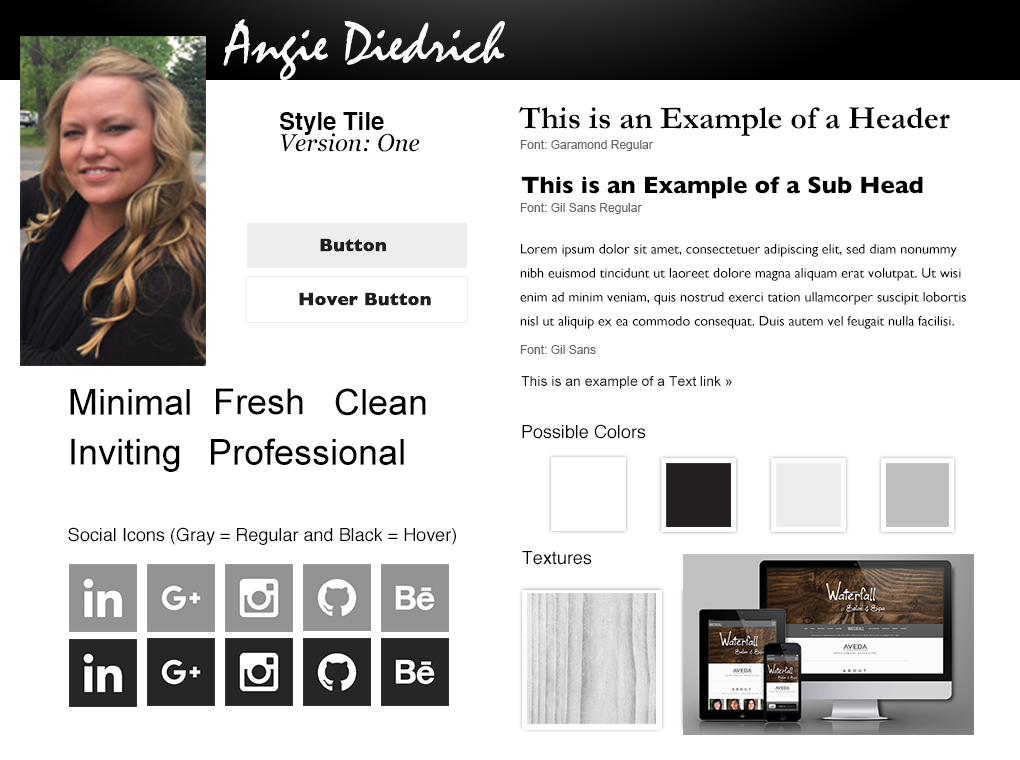 Angie Diedrich
Style Tile
Version: One
Button
Hover Button
Minimal Fresh Clean
Inviting Professional
Social Icons (Gray = Regular and Black = Hover)
in G+ Bē
in G+ Bē
This is an Example of a Header
Font: Garamond Regular
This is an Example of a Sub Head
Font: Gil Sans Regular
Lorem ipsum dolor sit amet, consectetuer adipiscing elit, sed diam nonummy
nibh euismod tincidunt ut laoreet dolore magna aliquam erat volutpat. Ut wisi
enim ad minim veniam, quis nostrud exerci tation ullamcorper suscipit lobortis
nisl ut aliquip ex ea commodo consequat. Duis autem vel feugait nulla facilisi.
Font: Gil Sans
This is an example of a Text link »
Possible Colors
Textures
Waterfall
Salon & Spa
AVEDA
ABOUT
Waterfall
Salon & Spa
AVEDA
ABOUT
Waterfall
Salon & Spa
AVEDA
ABOUT